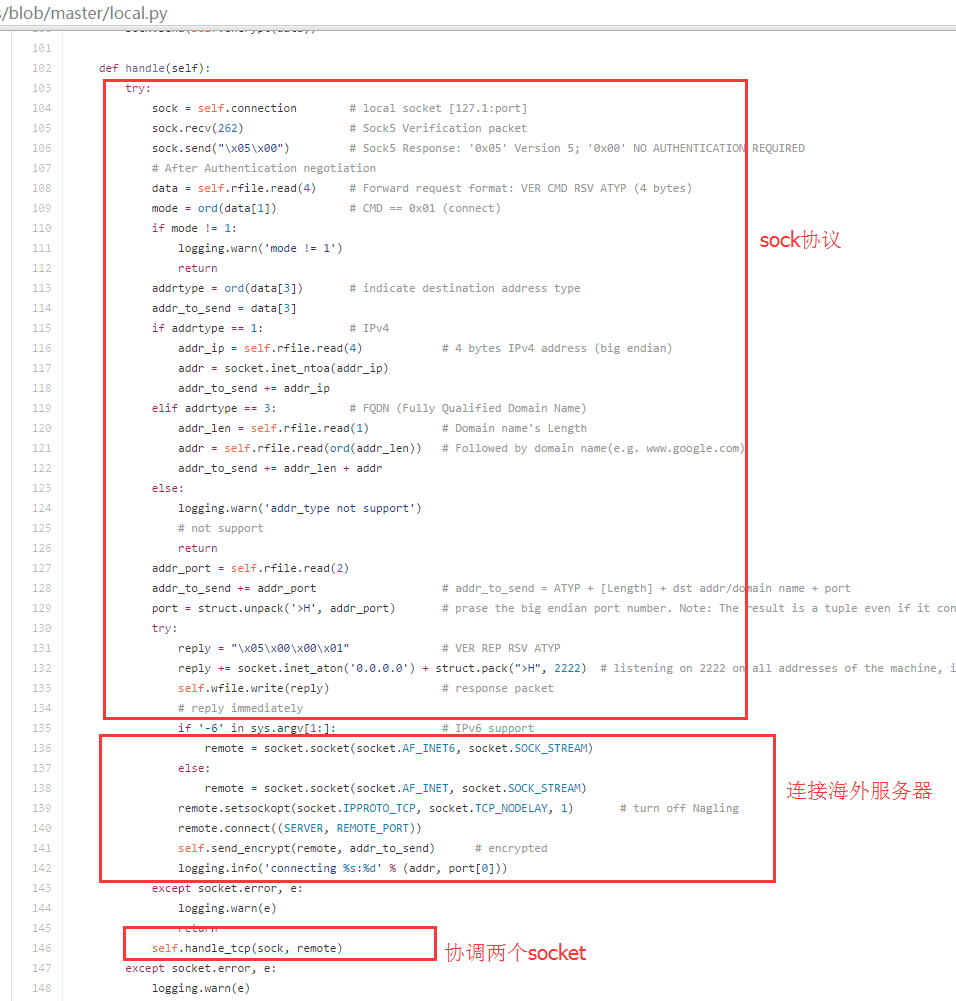 s/blob/master/local.py
101
102 def handle(self):
103 try:
104 sock = self.connection # local socket [127.1:port]
105 sock.recv(262) # Sock5 Verification packet
106 sock.send("\x05\x00") # Sock5 Response: '0x05' Version 5; '0x00' NO AUTHENTICATION REQUIRED
107 # After Authentication negotiation
108 data = self.rfile.read(4) # Forward request format: VER CMD RSV ATYP (4 bytes)
109 mode = ord(data[1]) # CMD == 0x01 (connect)
110 if mode != 1:
111 logging.warn('mode != 1')
sock协议
112 return
113 addrtype = ord(data[3]) # indicate destination address type
114 addr_to_send = data[3]
115 if addrtype == 1: # IPv4
116 addr_ip = self.rfile.read(4) # 4 bytes IPv4 address (big endian)
117 addr = socket.inet_ntoa(addr_ip)
118 addr_to_send += addr_ip
119 elif addrtype == 3: # FQDN (Fully Qualified Domain Name)
120 addr_len = self.rfile.read(1) # Domain name's Length
121 addr = self.rfile.read(ord(addr_len)) # Followed by domain name(e.g. www.google.com)
122 addr_to_send += addr_len + addr
123 else:
124 logging.warn('addr_type not support')
125 # not support
126 return
127 addr_port = self.rfile.read(2)
128 addr_to_send += addr_port # addr_to_send = ATYP + [Length] + dst addr/domain name + port
129 port = struct.unpack('>H', addr_port) # prase the big endian port number. Note: The result is a tuple even if it con
130 try:
131 reply = "\x05\x00\x00\x01" # VER REP RSV ATYP
132 reply += socket.inet_aton('0.0.0.0') + struct.pack(">H", 2222) # listening on 2222 on all addresses of the machine, i
133 self.wfile.write(reply) # response packet
134 # reply immediately
135 if '-6' in sys.argv[1:]: # IPv6 support
136 remote = socket.socket(socket.AF_INET6, socket.SOCK_STREAM)
137 else:
138 remote = socket.socket(socket.AF_INET, socket.SOCK_STREAM)
连接海外服务器
139 remote.setsockopt(socket.IPPROTO_TCP, socket.TCP_NODELAY, 1) # turn off Nagling
140 remote.connect((SERVER, REMOTE_PORT))
141 self.send_encrypt(remote, addr_to_send) # encrypted
142 logging.info('connecting %s:%d' % (addr, port[0]))
143 except socket.error, e:
144 logging.warn(e)
145 return
146 self.handle_tcp(sock, remote)
协调两个socket
147 except socket.error, e:
148 logging.warn(e)